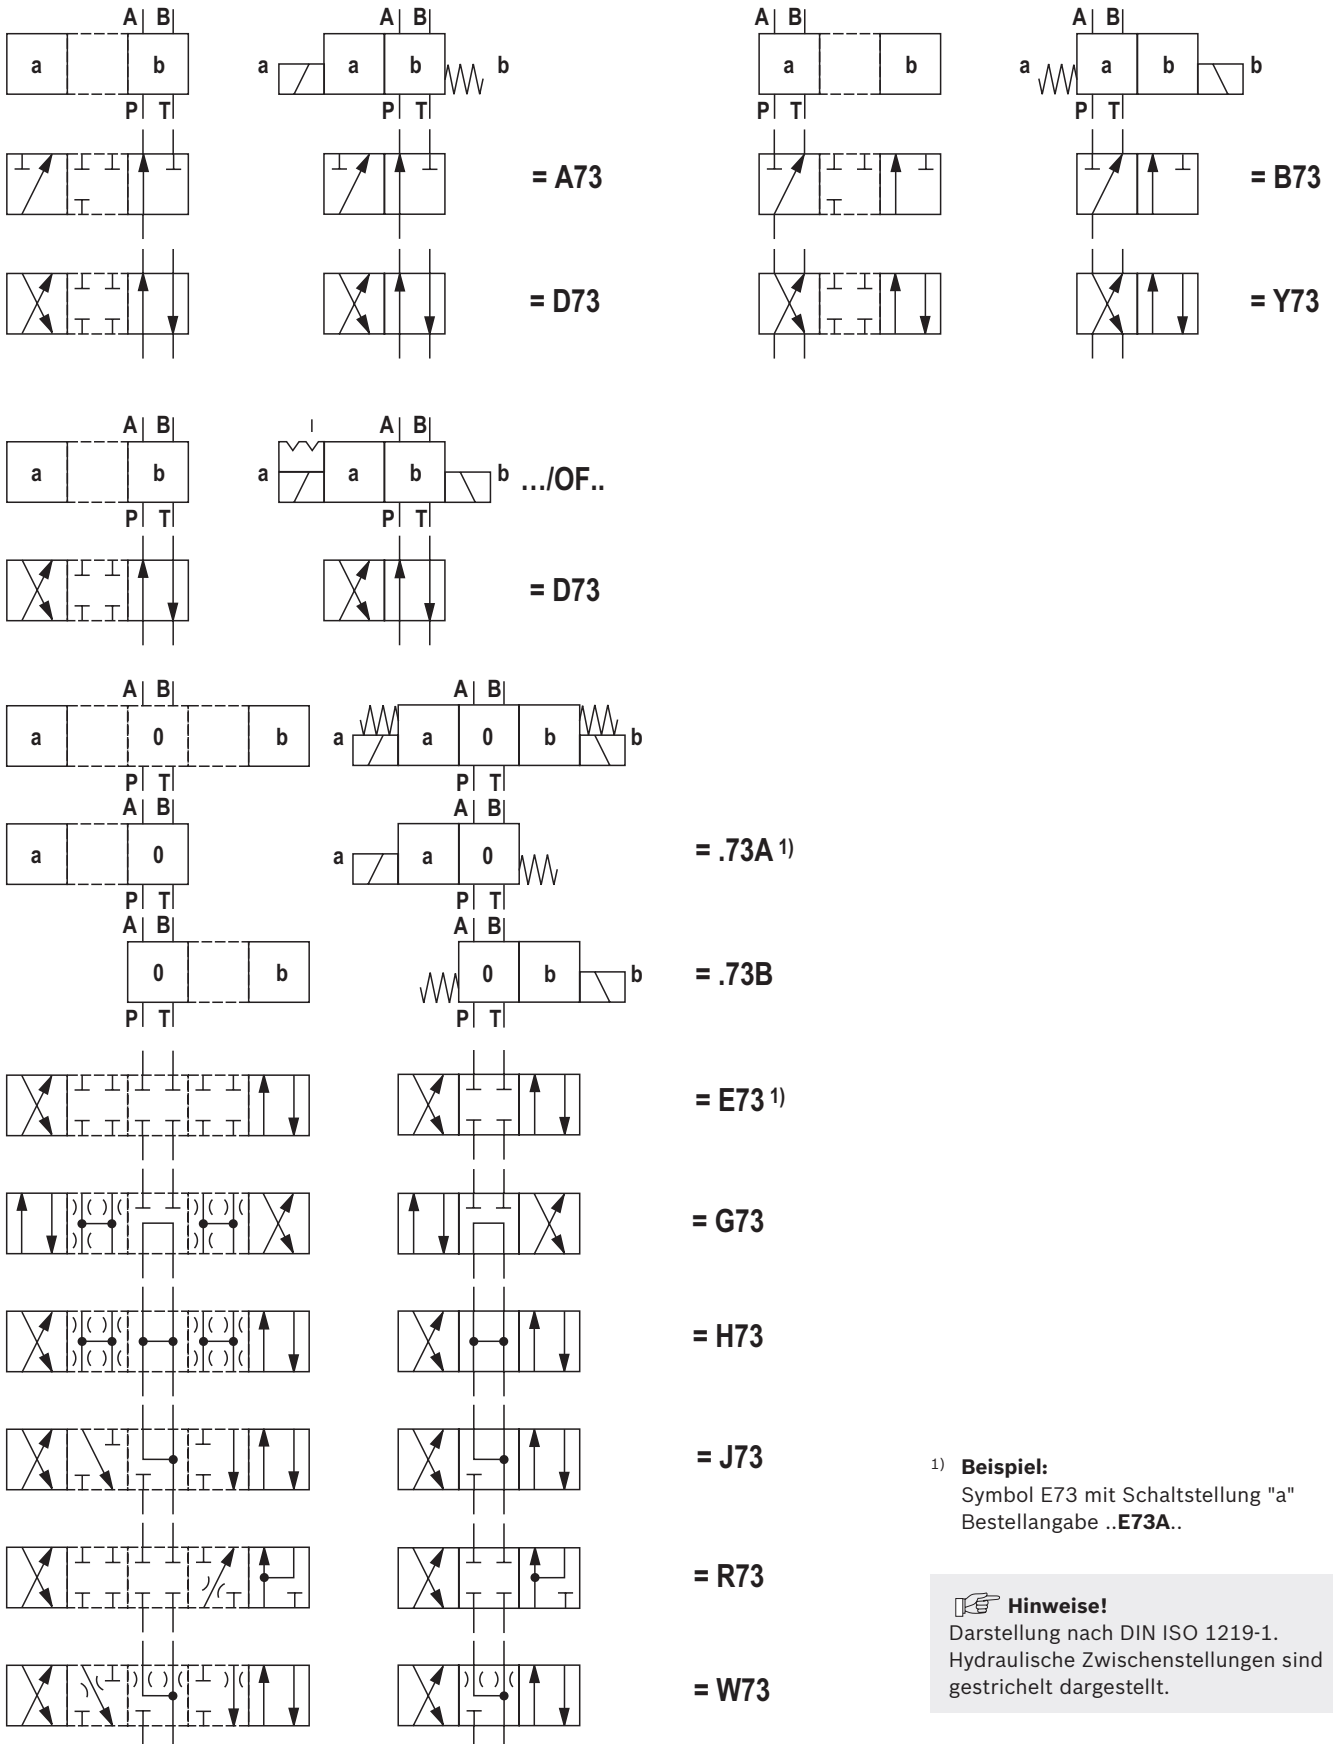 A B A B A B A B
a b a a b b a b a a b b
P T P T P T P T
= A73 = B73
= D73 = Y73
A B A B
a b a a b b .../OF..
P T P T
= D73
A B A B
a 0 b a a 0 b b
P T P T
A B A B
a 0 a a 0 = .73A 1)
P T P T
A B A B
0 b 0 b b = .73B
P T P T
= E73 1)
= G73
= H73
= J73
= R73
= W73
1) Beispiel:
Symbol E73 mit Schaltstellung "a"
Bestellangabe ..E73A..
Hinweise!
Darstellung nach DIN ISO 1219-1.
Hydraulische Zwischenstellungen sind
gestrichelt dargestellt.